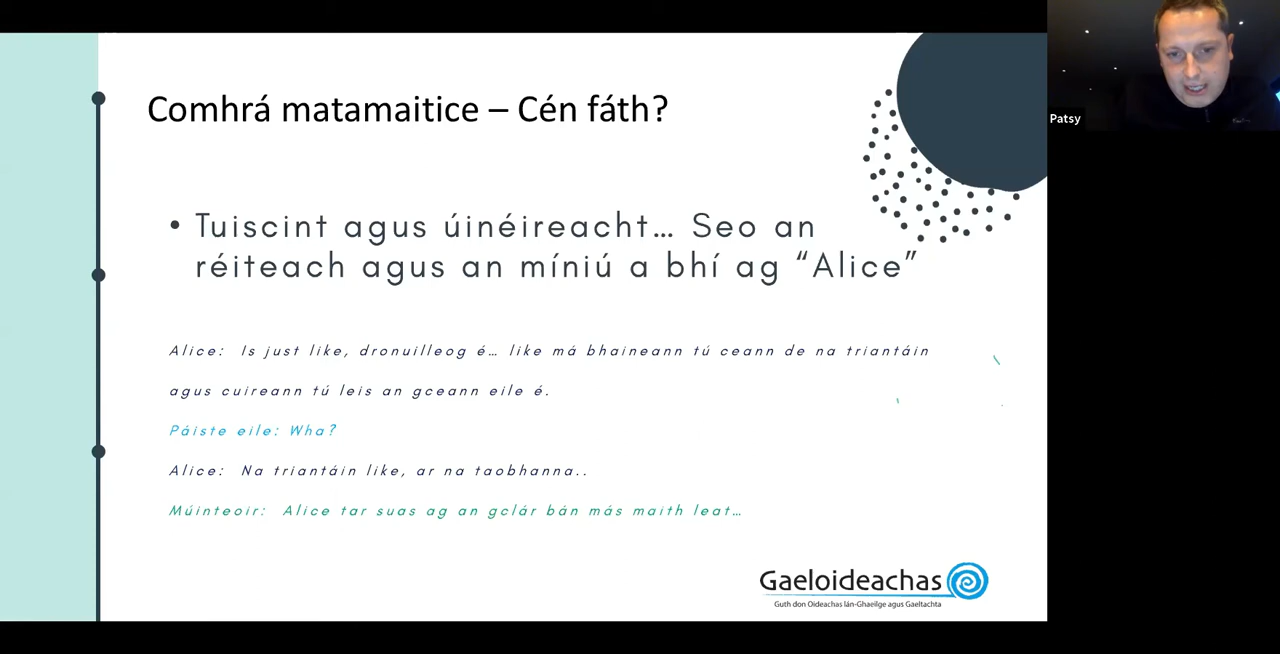 Comhrá matamaitice – Cén fáth?
Patsy
• Tuiscint agus úinéireacht... Seo an
réiteach agus an míniú a bhí ag “Alice”
Alice: Is just like, dronuilleog é... like má bhaineann tú ceann de na triantáin
agus cuireann tú leis an gceann eile é.
Páiste eile: Wha?
Alice: Na triantáin like, ar na taobhanna..
Múinteoir: Alice tar suas ag an gclár bán más maith leat...
Gaeloideachas
Guth don Oideachas lán-Ghaeilge agus Gaeltachta